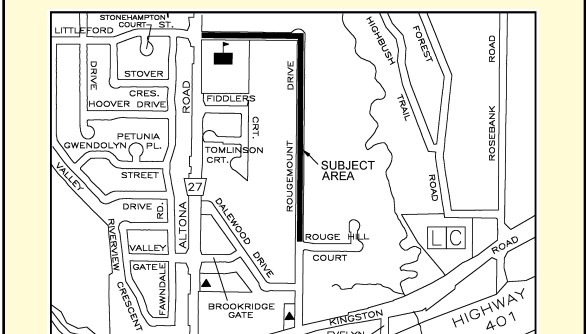 STONEHAMPTON
COURT
ST.
LITTLEFORD
DRIVE
STOVER
CRES.
HOOVER DRIVE
PETUNIA
GWENDOLYN PL.
STREET
VALLEY
DRIVE
RD.
RIVERVIEW
CRESCENT
VALLEY
GATE
FAWNDALE
ROAD
27
ALTONA
FIDDLERS
CRT.
TOMLINSON
CRT.
DALEWOOD
DRIVE
BROOKRIDGE
GATE
DRIVE
ROUGEMOUNT
SUBJECT
AREA
ROUGE HILL
COURT
HIGHBUSH
TRAIL
FOREST
ROAD
ROAD
ROSEBANK
LC
KINGSTON
ROAD
EVELYN
HIGHWAY
401